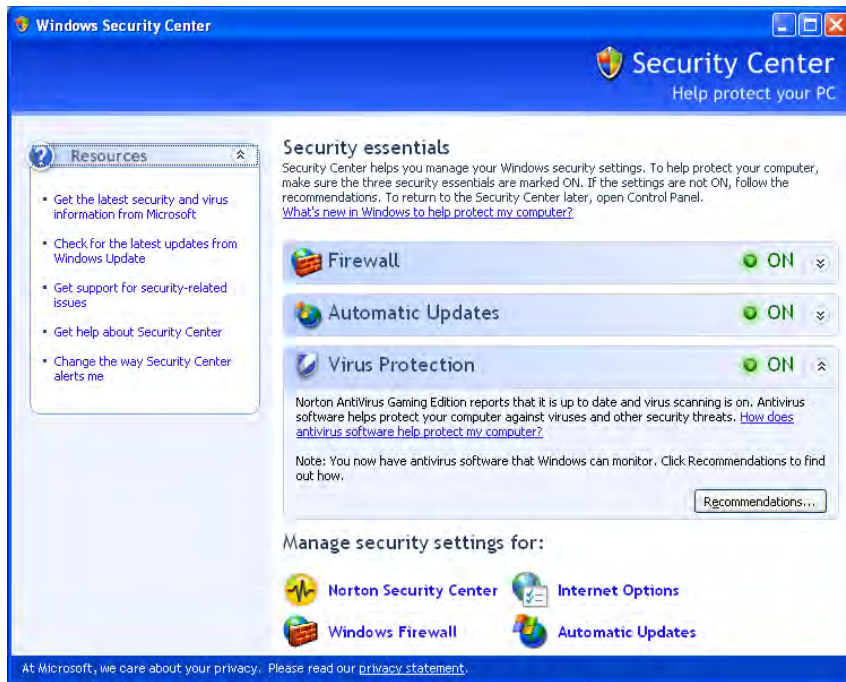 Windows Security Center
Security Center
Help protect your PC
Resources
Get the latest security and virus
information from Microsoft
Check for the latest updates from
Windows Update
Get support for security-related
issues
Get help about Security Center
Change the way Security Center
alerts me
Security essentials
Security Center helps you manage your Windows security settings. To help protect your computer,
make sure the three security essentials are marked ON. If the settings are not ON, follow the
recommendations. To return to the Security Center later, open Control Panel.
What's new in Windows to help protect my computer?
Firewall ON
Automatic Updates ON
Virus Protection ON
Norton AntiVirus Gaming Edition reports that it is up to date and virus scanning is on. Antivirus
software helps protect your computer against viruses and other security threats. How does
antivirus software help protect my computer?
Note: You now have antivirus software that Windows can monitor. Click Recommendations to find
out how.
Recommendations...
Manage security settings for:
Norton Security Center Internet Options
Windows Firewall Automatic Updates
At Microsoft, we care about your privacy. Please read our privacy statement.